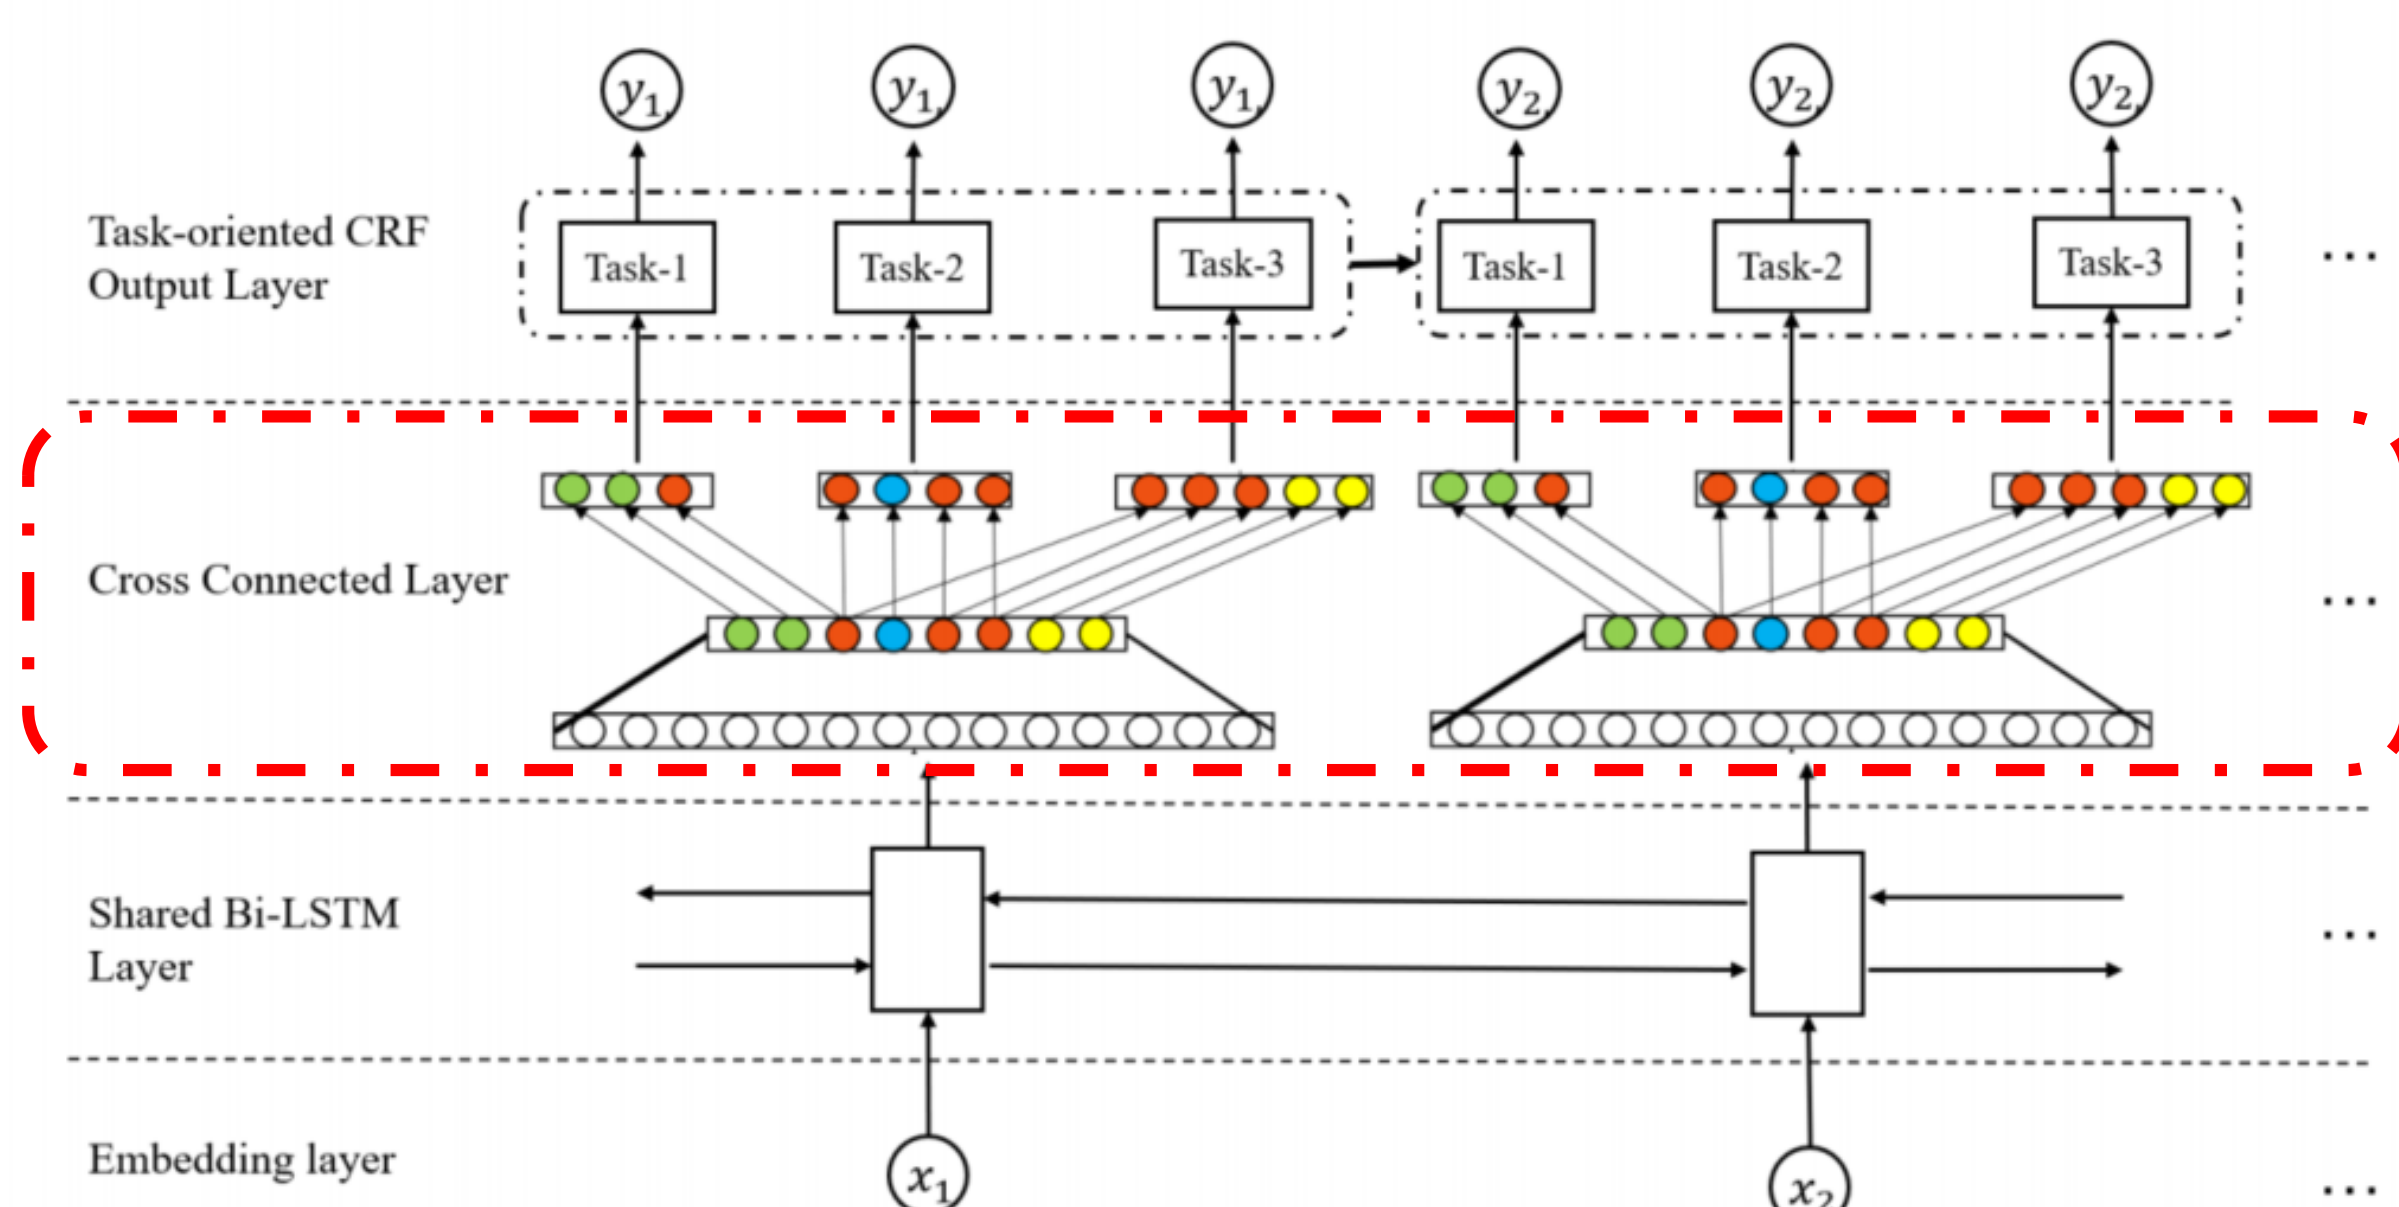 y1, y1, y1, y2, y2, y2,
Task-oriented CRF
Output Layer
Task-1 Task-2 Task-3 Task-1 Task-2 Task-3 ...
Cross Connected Layer ...
Shared Bi-LSTM
Layer ...
Embedding layer x1 x2 ...